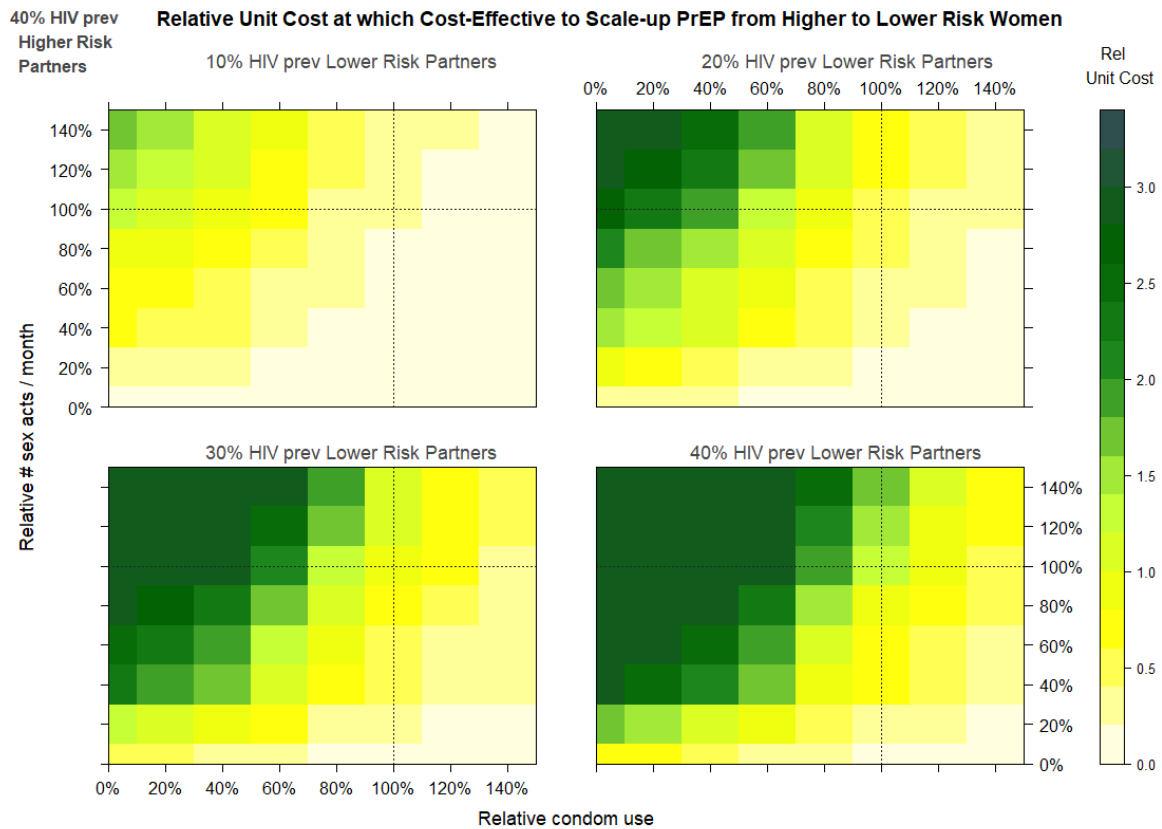 40% HIV prev
Higher Risk
Partners
Relative Unit Cost at which Cost-Effective to Scale-up PrEP from Higher to Lower Risk Women
10% HIV prev Lower Risk Partners
20% HIV prev Lower Risk Partners
Rel
Unit Cost
0% 20% 40% 60% 80% 100% 120% 140%
140%
120%
100%
80%
60%
40%
20%
0%
3.0
2.5
2.0
1.5
1.0
0.5
0.0
Relative # sex acts / month
30% HIV prev Lower Risk Partners
40% HIV prev Lower Risk Partners
140%
120%
100%
80%
60%
40%
20%
0%
0% 20% 40% 60% 80% 100% 120% 140%
Relative condom use